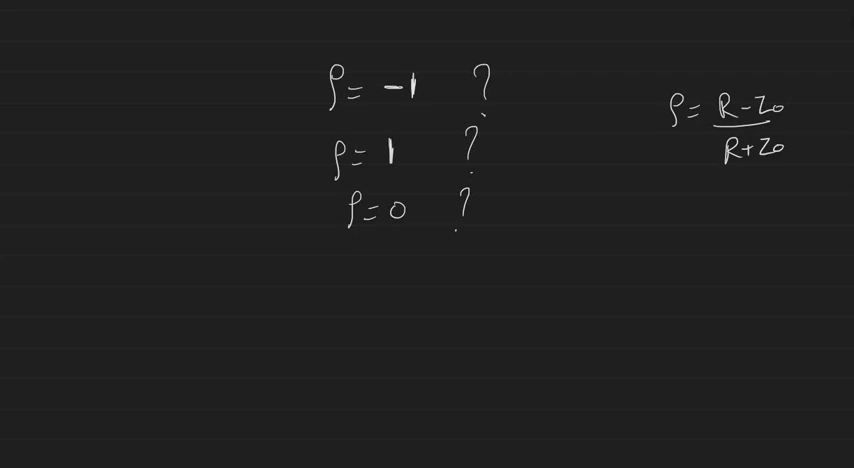 ρ = -1 ?
ρ = 1 ?
ρ = 0 ?
ρ = R - Z0
R + Z0